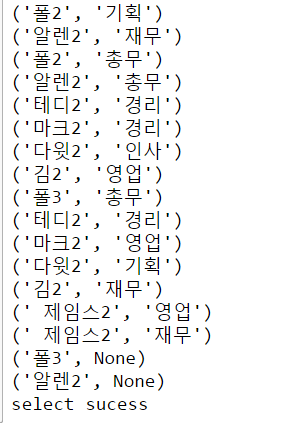 ('폴2', '기획')
('알렌2', '재무')
('폴2', '총무')
('알렌2', '총무')
('테디2', '경리')
('마크2', '경리')
('다윗2', '인사')
('김2', '영업')
('폴3', '총무')
('테디2', '경리')
('마크2', '영업')
('다윗2', '기획')
('김2', '재무')
(' 제임스2', '영업')
(' 제임스2', '재무')
('폴3', None)
('알렌2', None)
select sucess